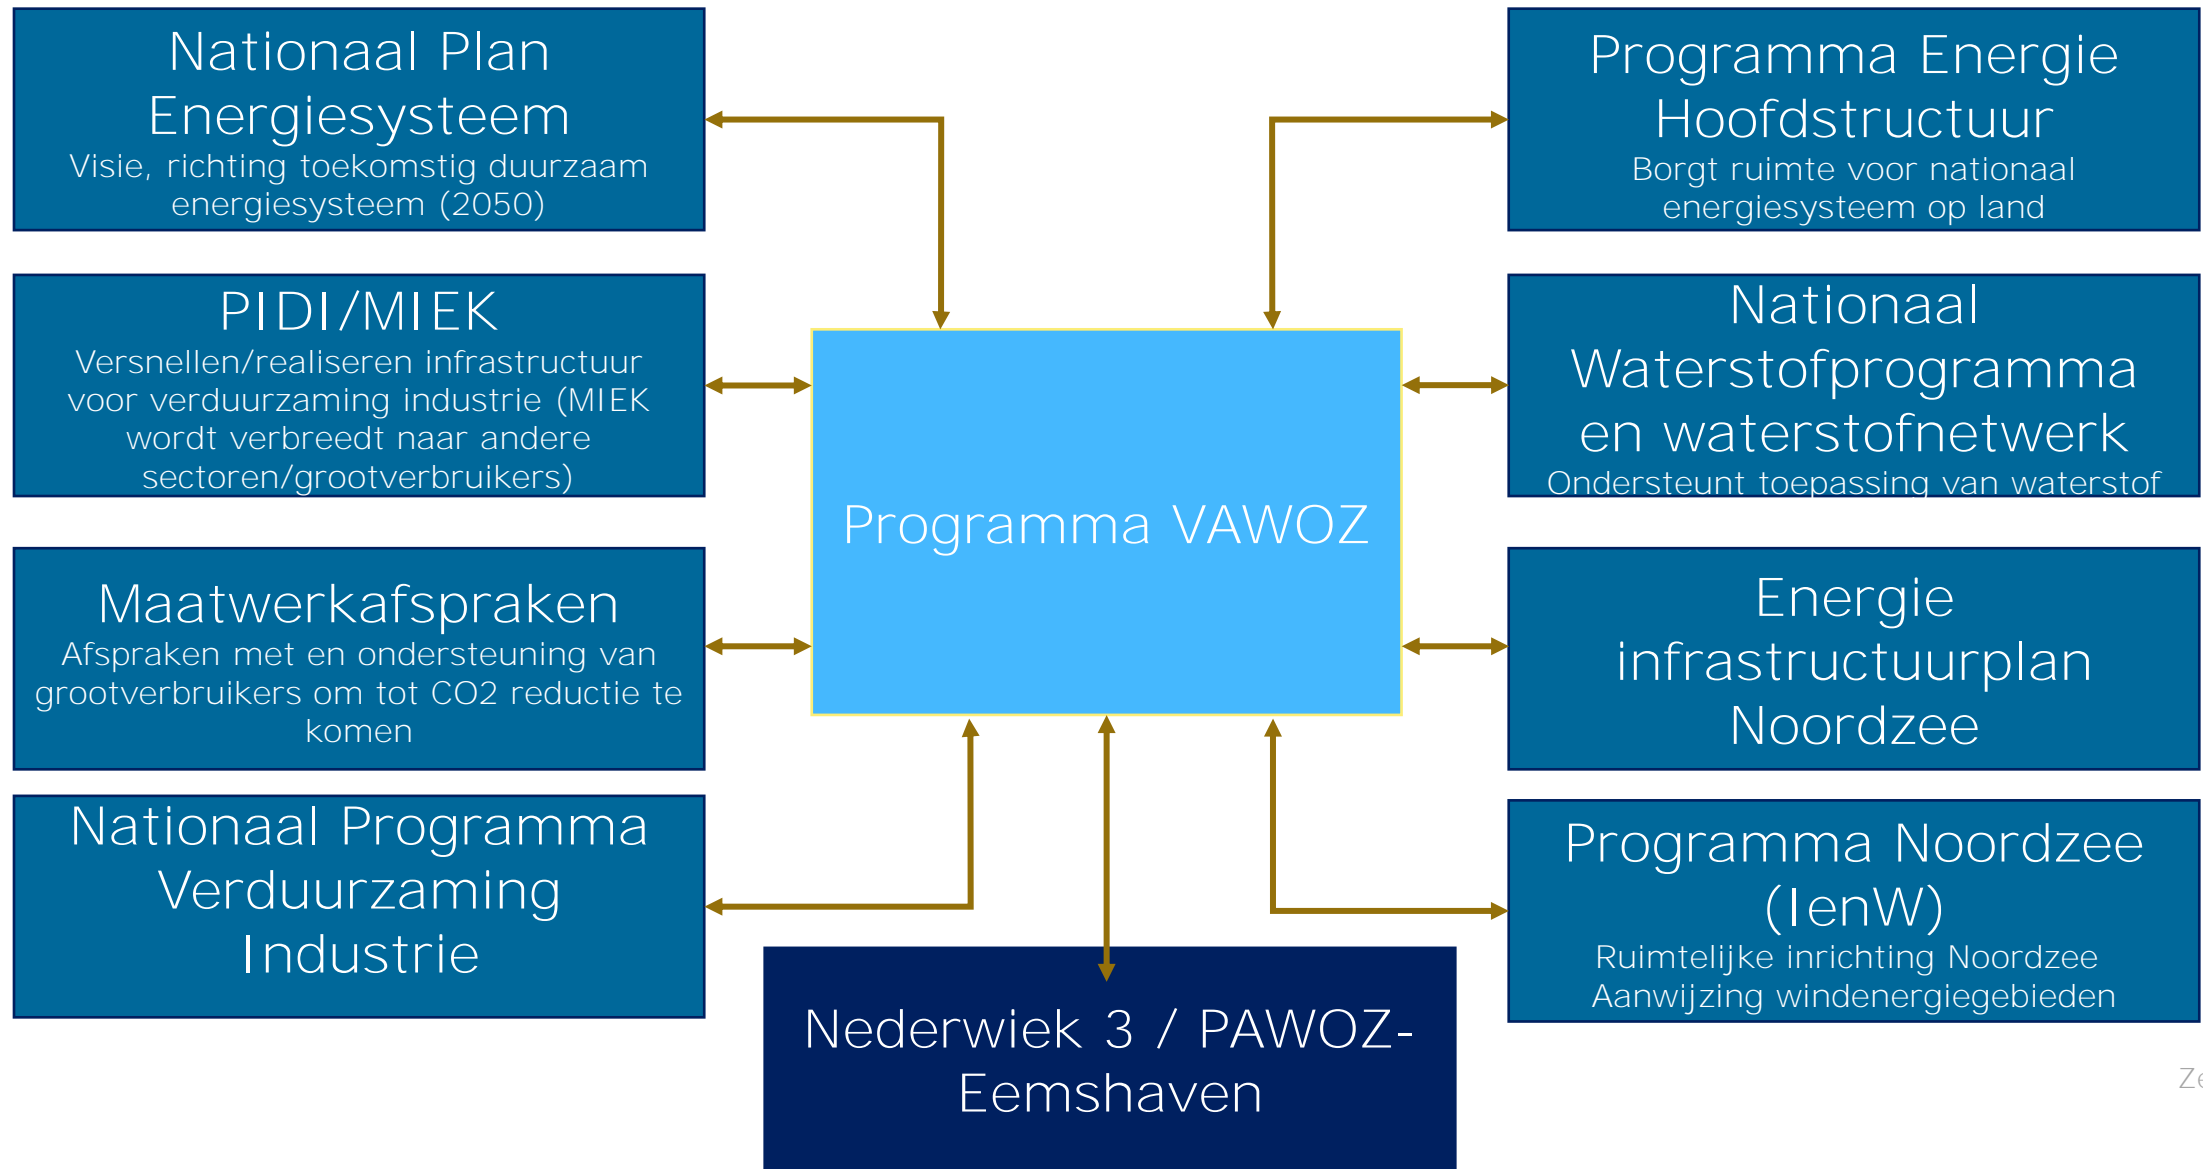 Nationaal Plan
Energiesysteem
Visie, richting toekomstig duurzaam
energiesysteem (2050)
PIDI/MIEK
Versnellen/realiseren infrastructuur
voor verduurzaming industrie (MIEK
wordt verbreedt naar andere
sectoren/grootverbruikers)
Maatwerkafspraken
Afspraken met en ondersteuning van
grootverbruikers om tot CO2 reductie te
komen
Nationaal Programma
Verduurzaming
Industrie
Programma VAWOZ
Nederwiek 3 / PAWOZ-
Eemshaven
Programma Energie
Hoofdstructuur
Borgt ruimte voor nationaal
energiesysteem op land
Nationaal
Waterstofprogramma
en waterstofnetwerk
Ondersteunt toepassing van waterstof
Energie
infrastructuurplan
Noordzee
Programma Noordzee
(IenW)
Ruimtelijke inrichting Noordzee
Aanwijzing windenergiegebieden